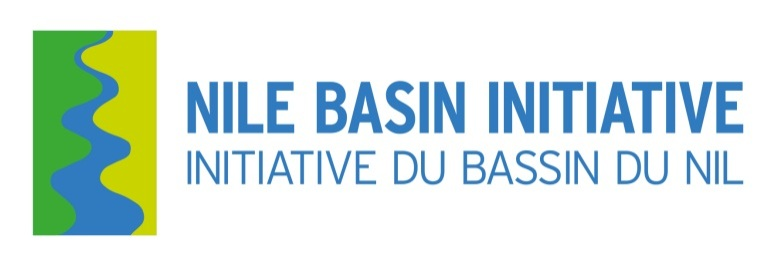 NILE BASIN INITIATIVE
INITIATIVE DU BASSIN DU NIL